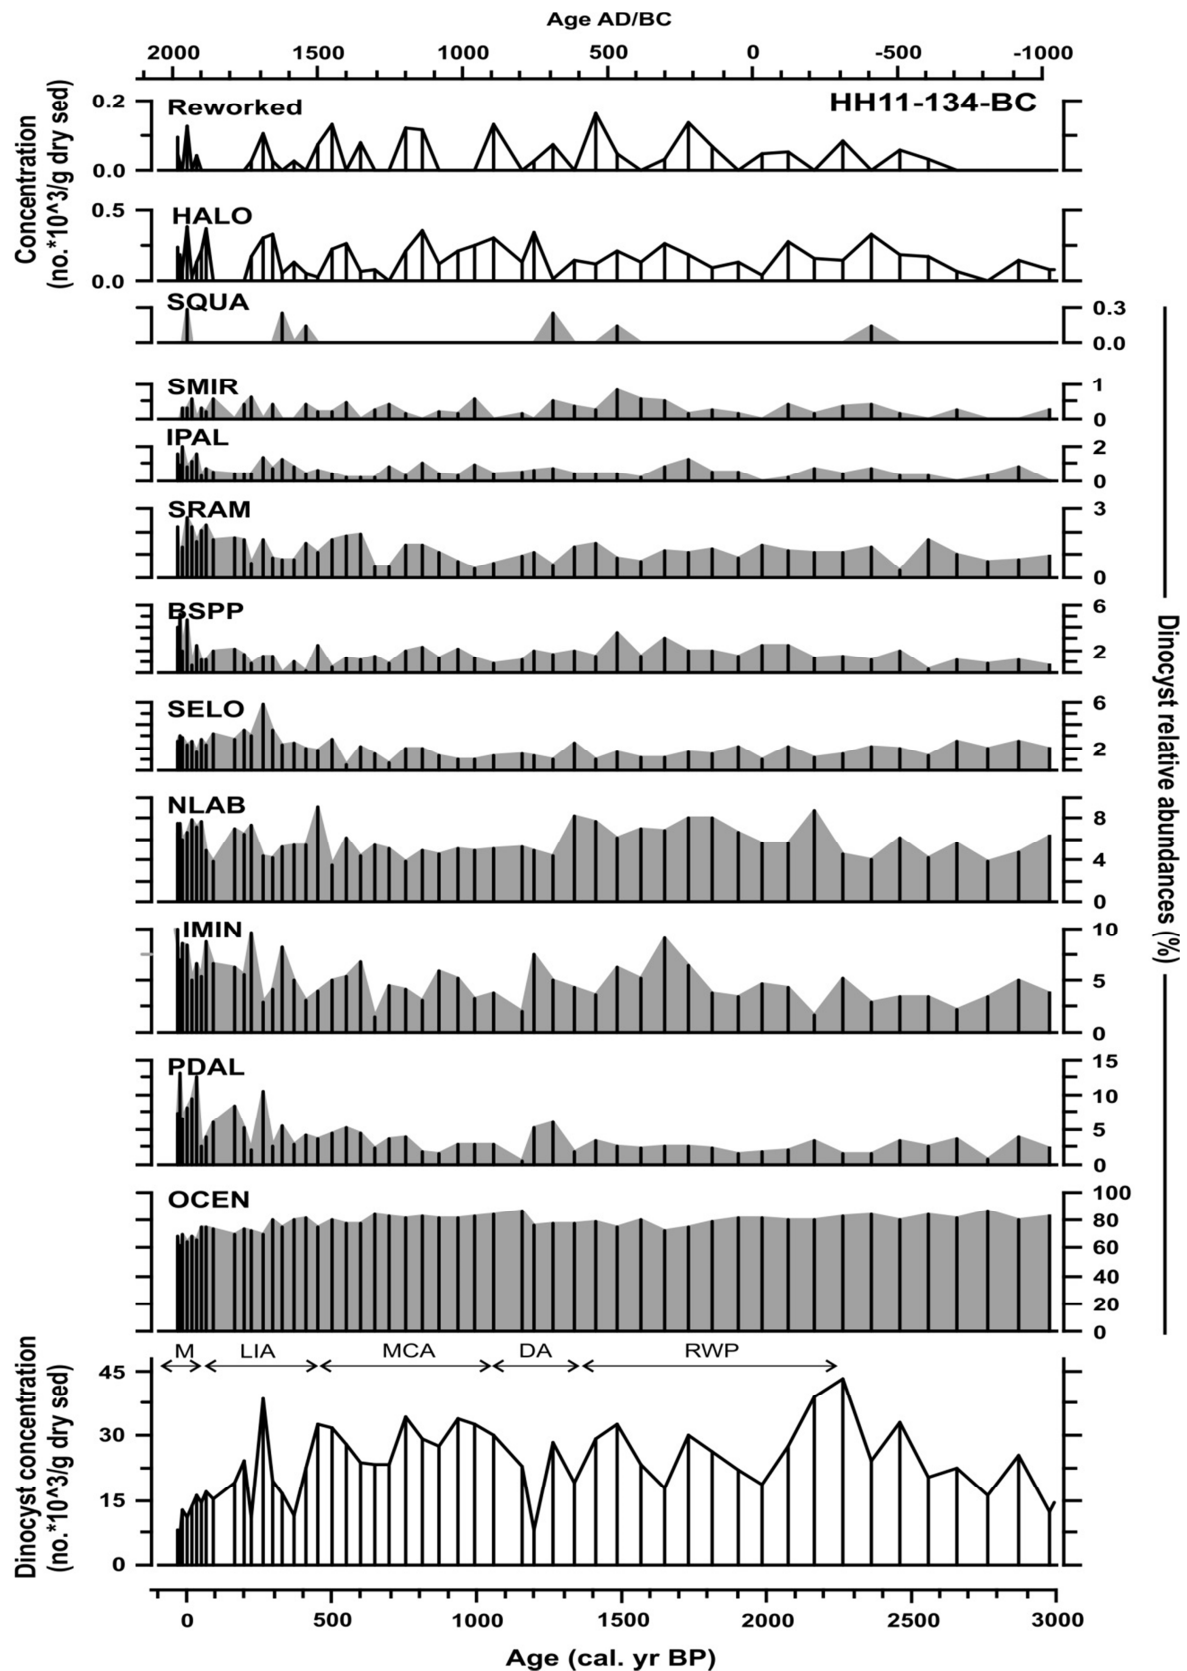 Age AD/BC
2000 1500 1000 500 0 -500 -1000
HH11-134-BC
Concentration
(no.*10^3/g dry sed)
0.2
0.0
Reworked
0.5
0.0
HALO
SQUA
0.3
0.0
SMIR
1
0
IPAL
2
0
SRAM
3
0
BSPP
6
2
SELO
6
2
NLAB
8
4
0
IMIN
10
5
0
PDAL
15
10
5
0
OCEN
100
80
60
40
20
0
Dinocyst relative abundances (%)
M LIA MCA DA RWP
Dinocyst concentration
(no.*10^3/g dry sed)
45
30
15
0
0 500 1000 1500 2000 2500 3000
Age (cal. yr BP)